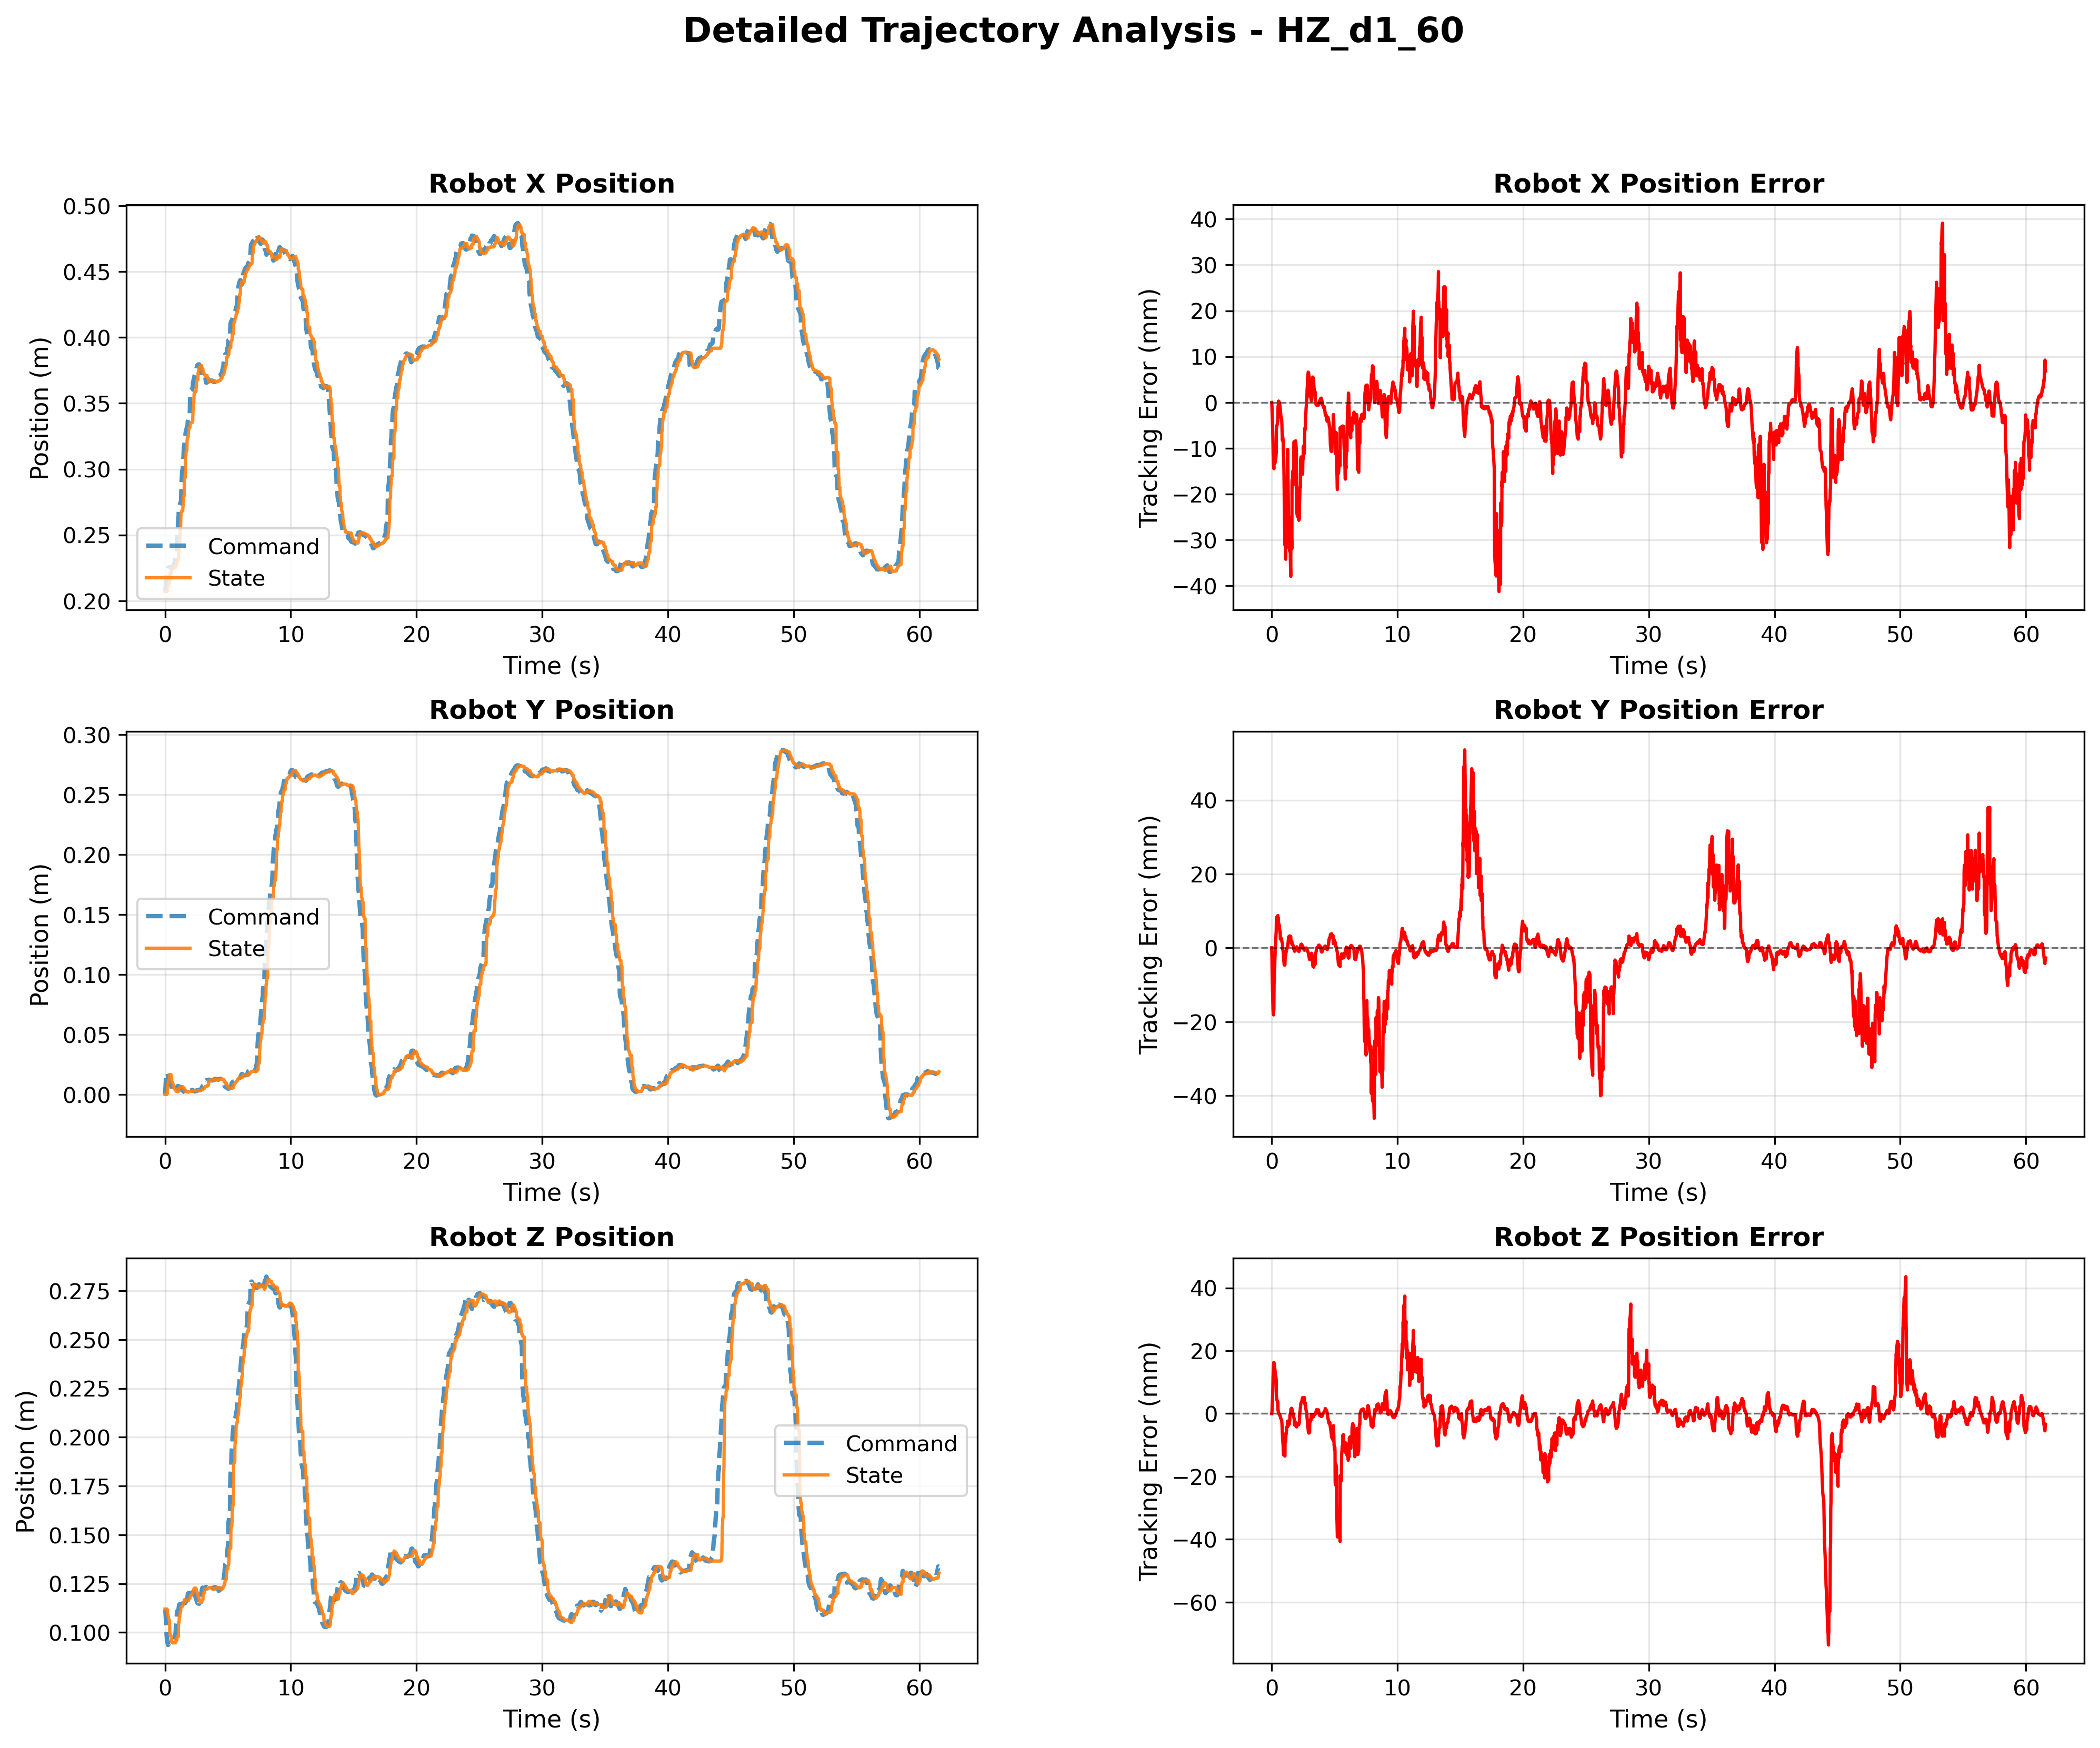 Detailed Trajectory Analysis - HZ_d1_60
Robot X Position
Position (m)
0.50
0.45
0.40
0.35
0.30
0.25
0.20
Command
State
0 10 20 30 40 50 60
Time (s)
Robot X Position Error
Tracking Error (mm)
40
30
20
10
0
−10
−20
−30
−40
0 10 20 30 40 50 60
Time (s)
Robot Y Position
Position (m)
0.30
0.25
0.20
0.15
0.10
0.05
0.00
Command
State
0 10 20 30 40 50 60
Time (s)
Robot Y Position Error
Tracking Error (mm)
40
20
0
−20
−40
0 10 20 30 40 50 60
Time (s)
Robot Z Position
Position (m)
0.275
0.250
0.225
0.200
0.175
0.150
0.125
0.100
Command
State
0 10 20 30 40 50 60
Time (s)
Robot Z Position Error
Tracking Error (mm)
40
20
0
−20
−40
−60
0 10 20 30 40 50 60
Time (s)